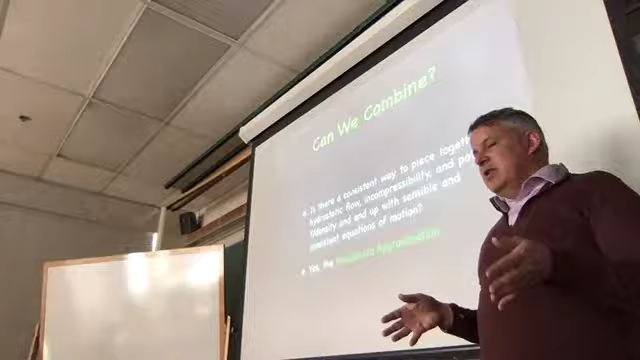 Can We Combine?
Is there a consistent way to piece together
hydrostatic flow, incompressibility, and
and end up with sensible and
consistent equations of motion?
Yes, the Approximation